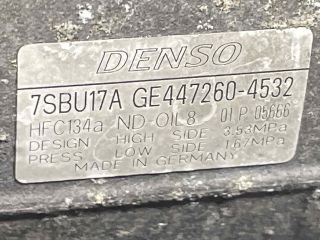 DENSO
7SBU17A GE447260-4532
HFC134a ND-OIL8 01 P 05666
DESIGN HIGH SIDE 3.53MPa
PRESS. LOW SIDE 1.67MPa
MADE IN GERMANY